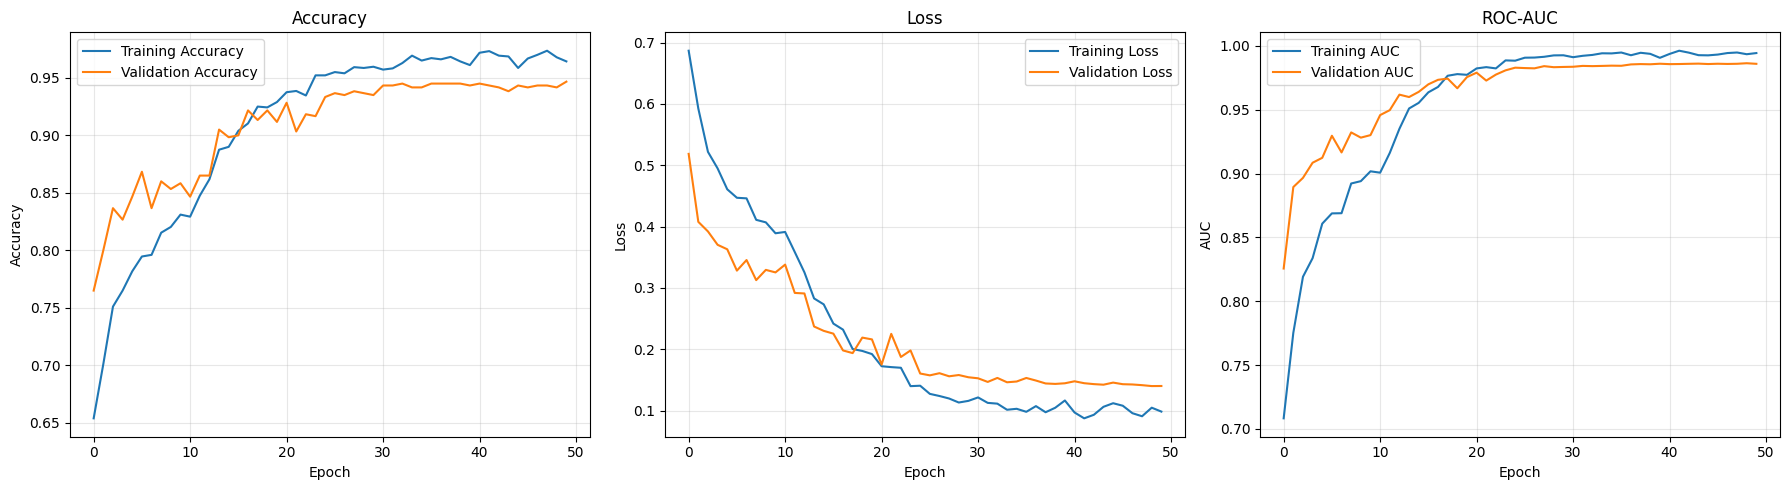 Accuracy
Training Accuracy
Validation Accuracy
Accuracy
0.95
0.90
0.85
0.80
0.75
0.70
0.65
0 10 20 30 40 50
Epoch
Loss
Training Loss
Validation Loss
Loss
0.7
0.6
0.5
0.4
0.3
0.2
0.1
0 10 20 30 40 50
Epoch
ROC-AUC
Training AUC
Validation AUC
AUC
1.00
0.95
0.90
0.85
0.80
0.75
0.70
0 10 20 30 40 50
Epoch